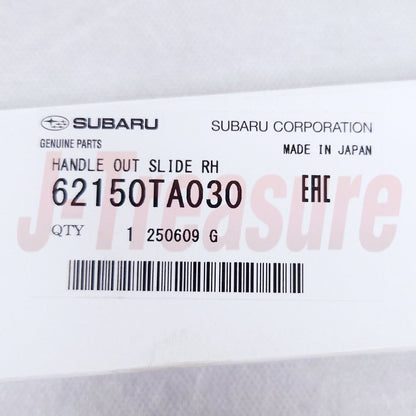 SUBARU
SUBARU CORPORATION
GENUINE PARTS
MADE IN JAPAN
HANDLE OUT SLIDE RH
62150TA030
EAC
QTY 1 250609 G
J-Treasure